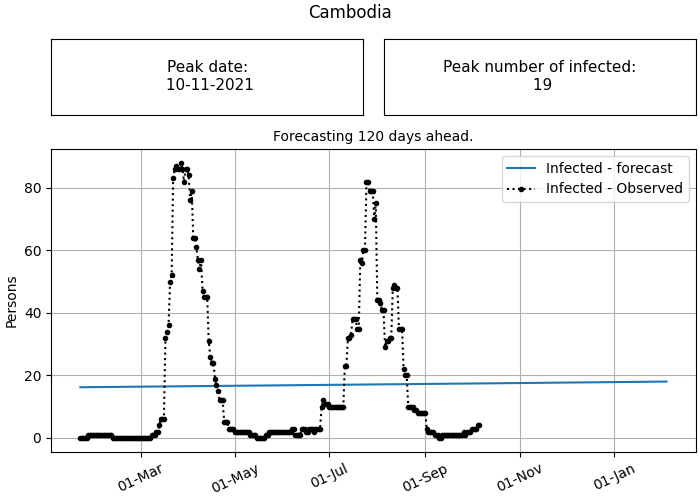 Cambodia
Peak date:
10-11-2021
Peak number of infected:
19
Forecasting 120 days ahead.
Infected - forecast
Infected - Observed
Persons
80
60
40
20
0
01-Mar
01-May
01-Jul
01-Sep
01-Nov
01-Jan